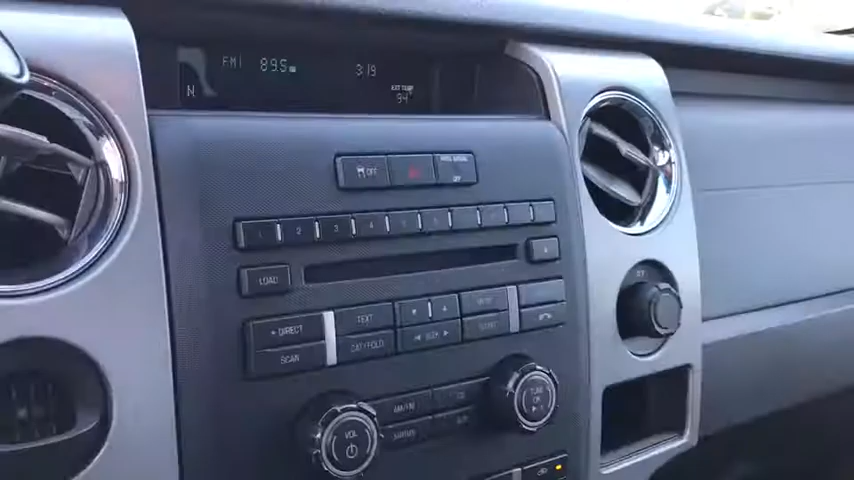 FM1 89.5 3:19
N EXT TEMP 94°
OFF
OFF
1 2 3 4 5 6 7 8 9 0
LOAD
DIRECT TEXT
SCAN CAT/FOLD SEEK
AM/FM
VOL
TUNE